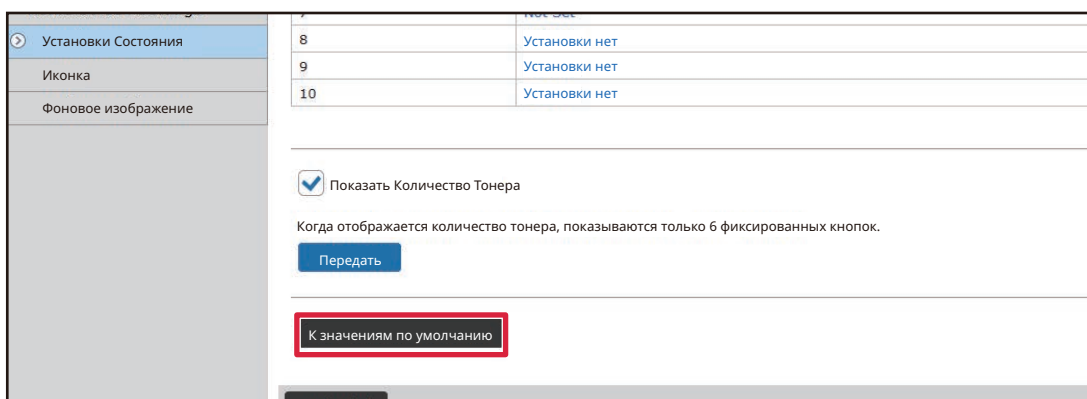 Установки Состояния
Иконка
Фоновое изображение
8 Установки нет
9 Установки нет
10 Установки нет
Показать Количество Тонера
Когда отображается количество тонера, показываются только 6 фиксированных кнопок.
Передать
К значениям по умолчанию